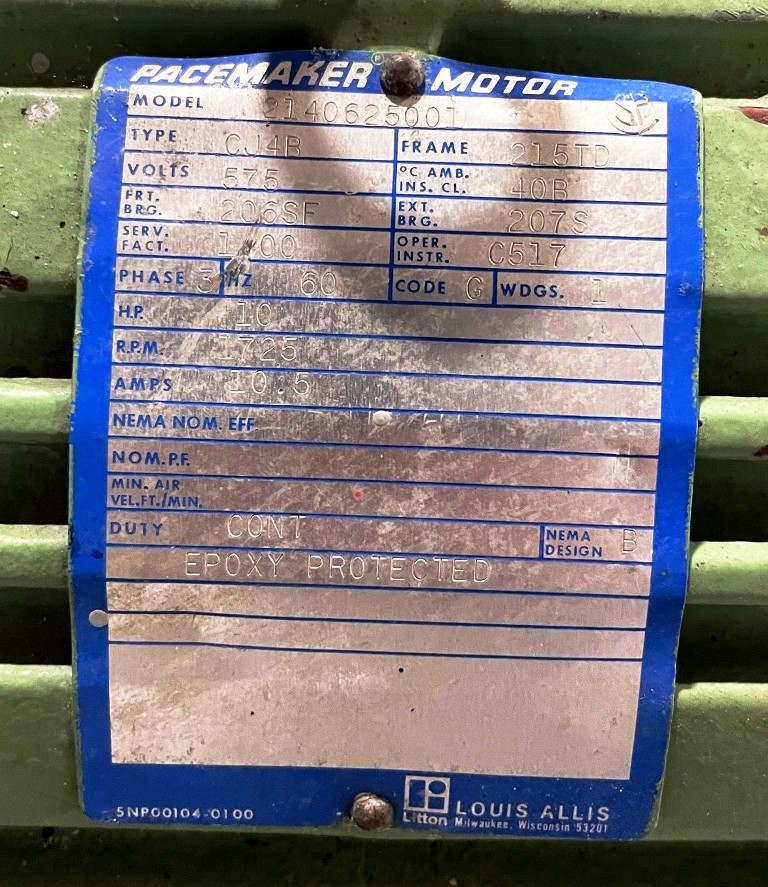 PACEMAKER® MOTOR
MODEL 2140625001
TYPE CJ4B FRAME 215TD
VOLTS 575 °C AMB. INS. CL. 40B
FRT. BRG. 206SF EXT. BRG. 207S
SERV. FACT. 1.00 OPER. INSTR. C517
PHASE 3 HZ 60 CODE G WDGS. 1
H.P. 10
R.P.M. 1725
AMPS 10.5
NEMA NOM. EFF.
NOM. P.F.
MIN. AIR VEL. FT./MIN.
DUTY CONT NEMA DESIGN B
EPOXY PROTECTED
5NP00104-0100
Litton LOUIS ALLIS
Milwaukee, Wisconsin 53201